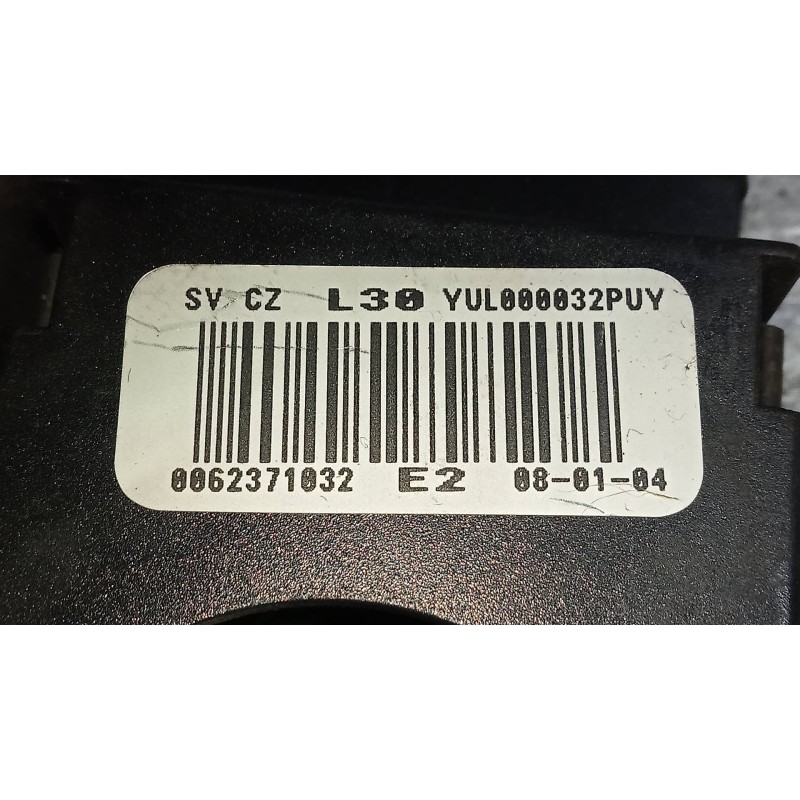 SV CZ L30 YUL000032PUY
0062371032 E2 08-01-04